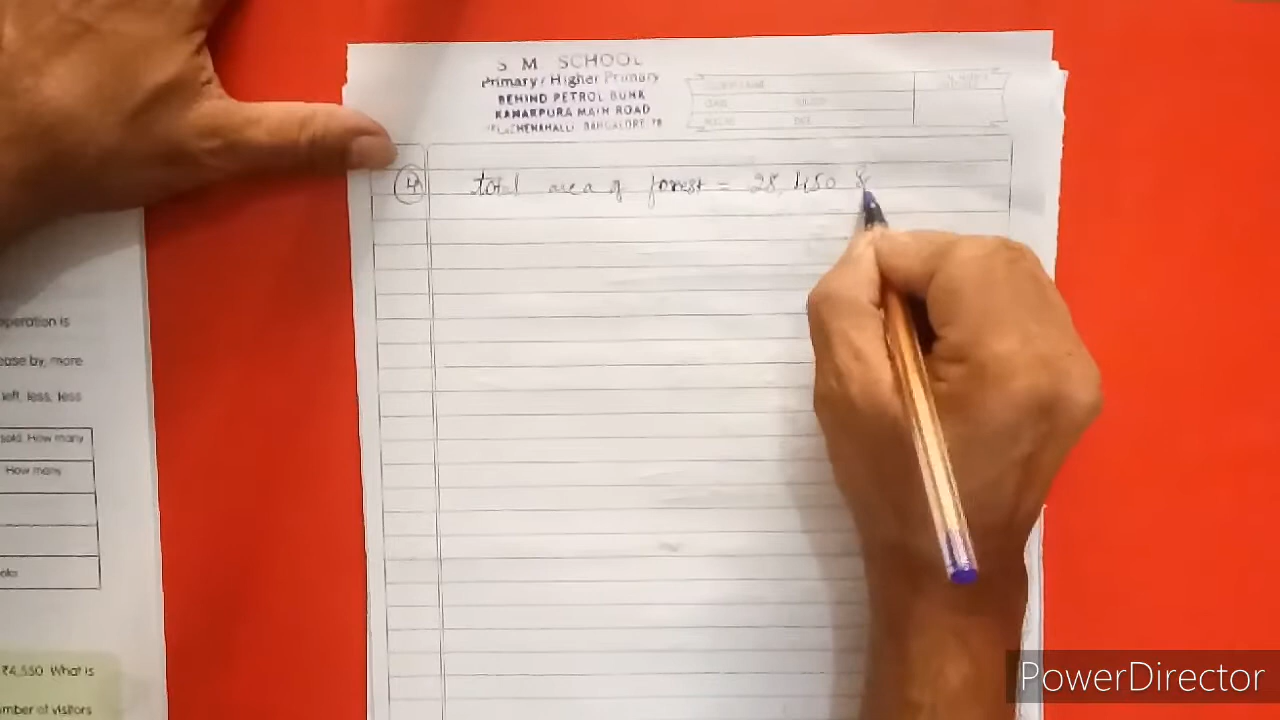 S M SCHOOL
Primary / Higher Primary
BEHIND PETROL BUNK
KANAKPURA MAIN ROAD
BANGALORE 78
④ total area of forest = 28,450 8
operation is
ease by, more
left, less, less
sold. How many
How many
₹4,550 What is
mber of visitors
PowerDirector